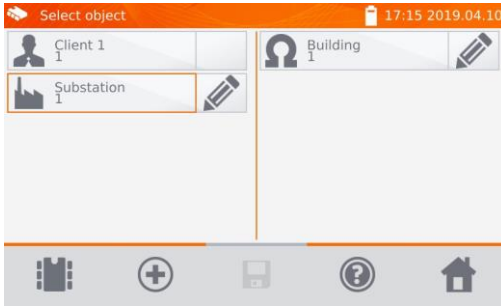 Select object
17:15 2019.04.10
Client 1
1
Substation
1
Building
1